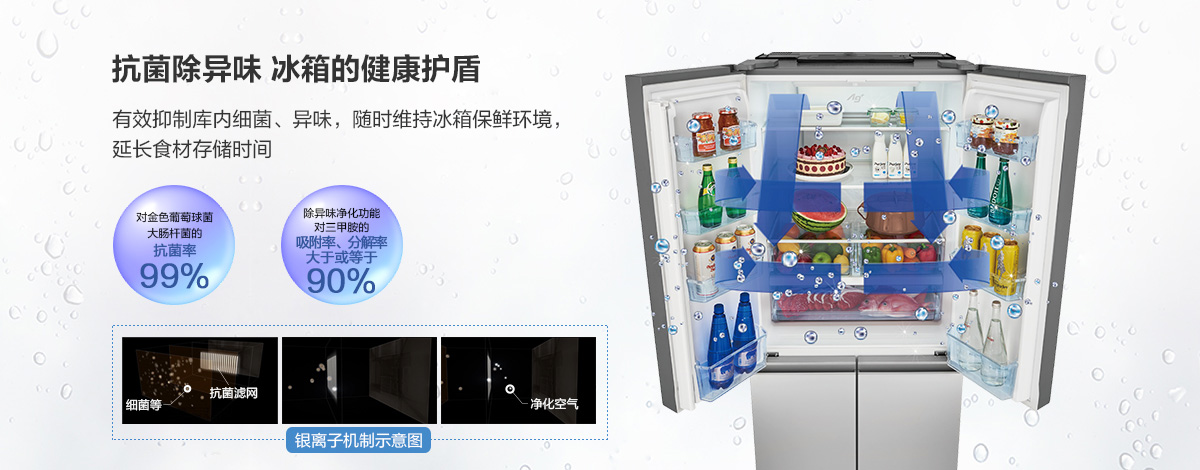 抗菌除异味 冰箱的健康护盾
有效抑制库内细菌、异味，随时维持冰箱保鲜环境，
延长食材存储时间
对金色葡萄球菌
大肠杆菌的
抗菌率
99%
除异味净化功能
对三甲胺的
吸附率、分解率
大于或等于
90%
细菌等
抗菌滤网
净化空气
银离子机制示意图
Ag+